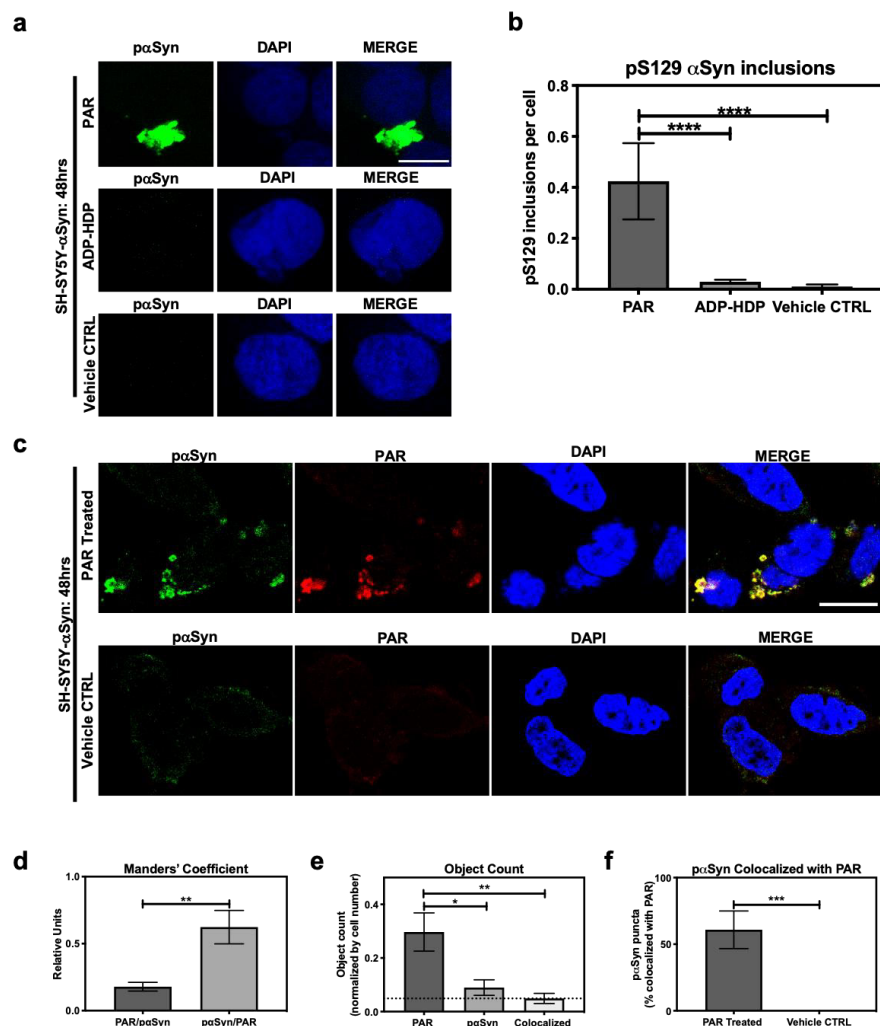 a
pαSyn DAPI MERGE
SH-SY5Y-αSyn: 48hrs
PAR
pαSyn DAPI MERGE
ADP-HDP
pαSyn DAPI MERGE
Vehicle CTRL
b
pS129 αSyn inclusions
pS129 inclusions per cell
0.8
0.6
0.4
0.2
0.0
****
****
PAR ADP-HDP Vehicle CTRL
c
pαSyn PAR DAPI MERGE
SH-SY5Y-αSyn: 48hrs
PAR Treated
pαSyn PAR DAPI MERGE
Vehicle CTRL
d
Manders' Coefficient
Relative Units
1.0
0.5
0.0
**
PAR/pαSyn pαSyn/PAR
e
Object Count
Object count
(normalized by cell number)
0.4
0.2
0.0
**
*
PAR pαSyn Colocalized
f
pαSyn Colocalized with PAR
pαSyn puncta
(% colocalized with PAR)
100
50
0
***
PAR Treated Vehicle CTRL